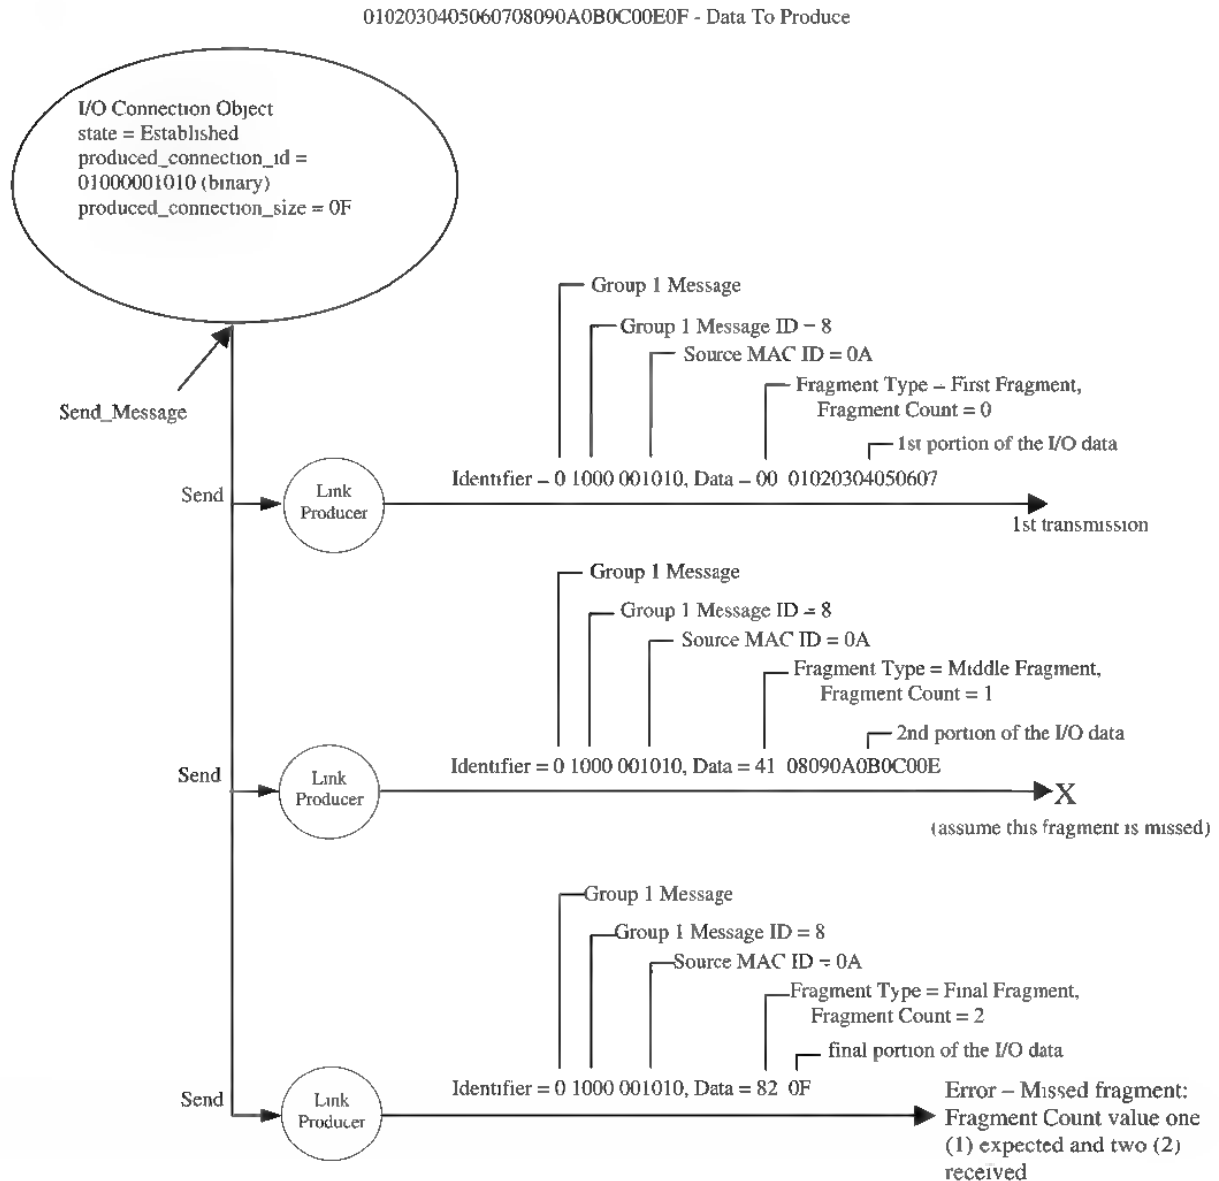 0102030405060708090A0B0C00E0F - Data To Produce
I/O Connection Object
state = Established
produced_connection_id =
01000001010 (binary)
produced_connection_size = 0F
Send_Message
Group 1 Message
Group 1 Message ID = 8
Source MAC ID = 0A
Fragment Type = First Fragment,
Fragment Count = 0
1st portion of the I/O data
Identifier = 0 1000 001010, Data = 00 01020304050607
Send
Link
Producer
1st transmission
Group 1 Message
Group 1 Message ID = 8
Source MAC ID = 0A
Fragment Type = Middle Fragment,
Fragment Count = 1
2nd portion of the I/O data
Identifier = 0 1000 001010, Data = 41 08090A0B0C00E
Send
Link
Producer
X
(assume this fragment is missed)
Group 1 Message
Group 1 Message ID = 8
Source MAC ID = 0A
Fragment Type = Final Fragment,
Fragment Count = 2
final portion of the I/O data
Identifier = 0 1000 001010, Data = 82 0F
Send
Link
Producer
Error – Missed fragment:
Fragment Count value one
(1) expected and two (2)
received